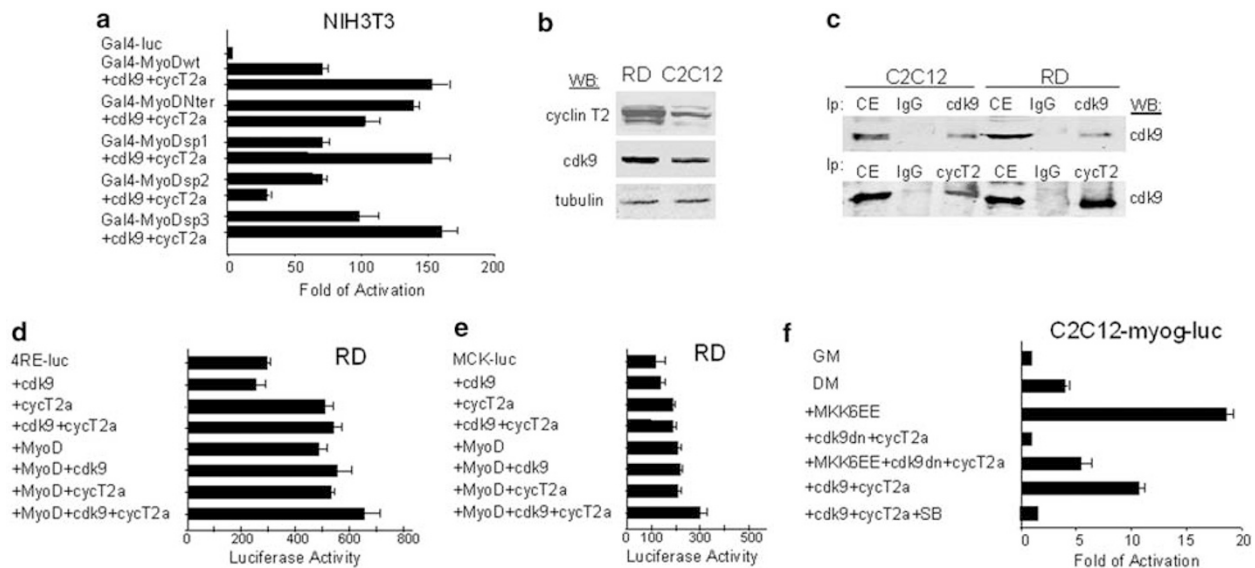 a
NIH3T3
Gal4-luc
Gal4-MyoDwt
+cdk9+cycT2a
Gal4-MyoDNter
+cdk9+cycT2a
Gal4-MyoDsp1
+cdk9+cycT2a
Gal4-MyoDsp2
+cdk9+cycT2a
Gal4-MyoDsp3
+cdk9+cycT2a
0 50 100 150 200
Fold of Activation
b
WB: RD C2C12
cyclin T2
cdk9
tubulin
c
C2C12 RD
Ip: CE IgG cdk9 CE IgG cdk9 WB:
cdk9
Ip: CE IgG cycT2 CE IgG cycT2
cdk9
d
RD
4RE-luc
+cdk9
+cycT2a
+cdk9+cycT2a
+MyoD
+MyoD+cdk9
+MyoD+cycT2a
+MyoD+cdk9+cycT2a
0 200 400 600 800
Luciferase Activity
e
RD
MCK-luc
+cdk9
+cycT2a
+cdk9+cycT2a
+MyoD
+MyoD+cdk9
+MyoD+cycT2a
+MyoD+cdk9+cycT2a
0 100 200 300 400 500
Luciferase Activity
f
C2C12-myog-luc
GM
DM
+MKK6EE
+cdk9dn+cycT2a
+MKK6EE+cdk9dn+cycT2a
+cdk9+cycT2a
+cdk9+cycT2a+SB
0 5 10 15 20
Fold of Activation